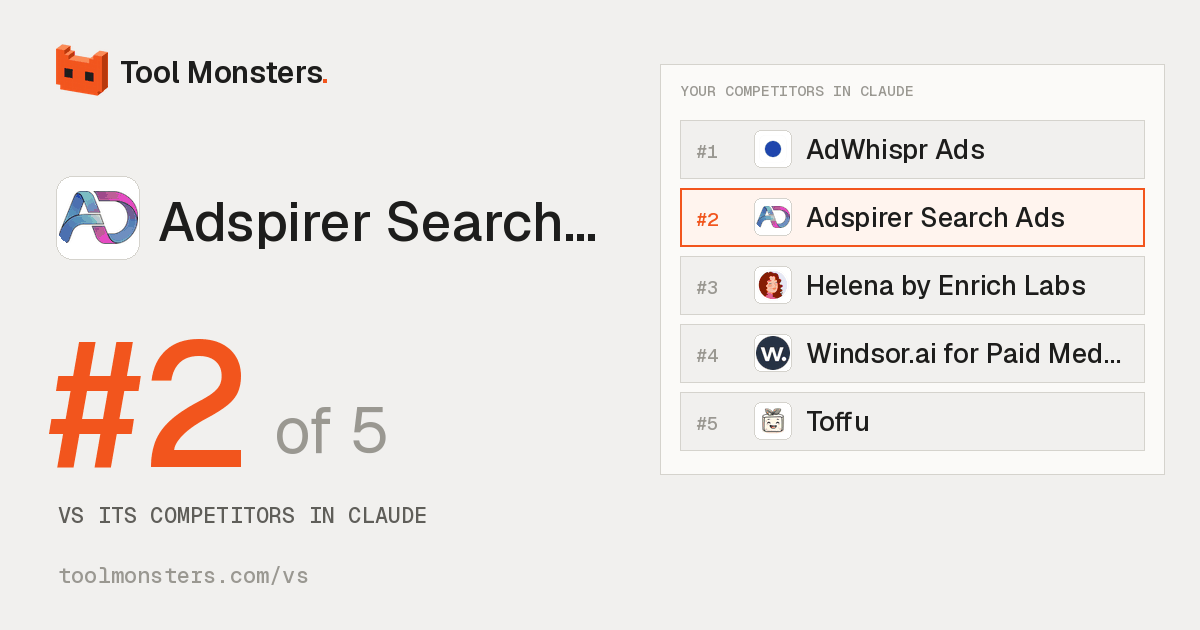 Tool Monsters.
Adspirer Search...
#2 of 5
VS ITS COMPETITORS IN CLAUDE
toolmonsters.com/vs
YOUR COMPETITORS IN CLAUDE
#1 AdWhispr Ads
#2 Adspirer Search Ads
#3 Helena by Enrich Labs
#4 w. Windsor.ai for Paid Med...
#5 Toffu